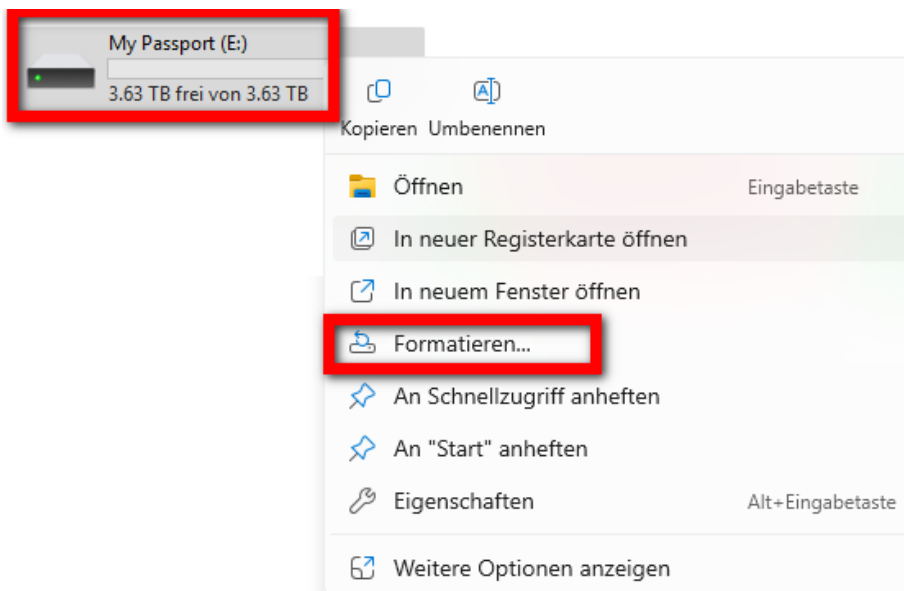 My Passport (E:)
3.63 TB frei von 3.63 TB
Kopieren Umbenennen
Öffnen Eingabetaste
In neuer Registerkarte öffnen
In neuem Fenster öffnen
Formatieren...
An Schnellzugriff anheften
An "Start" anheften
Eigenschaften Alt+Eingabetaste
Weitere Optionen anzeigen